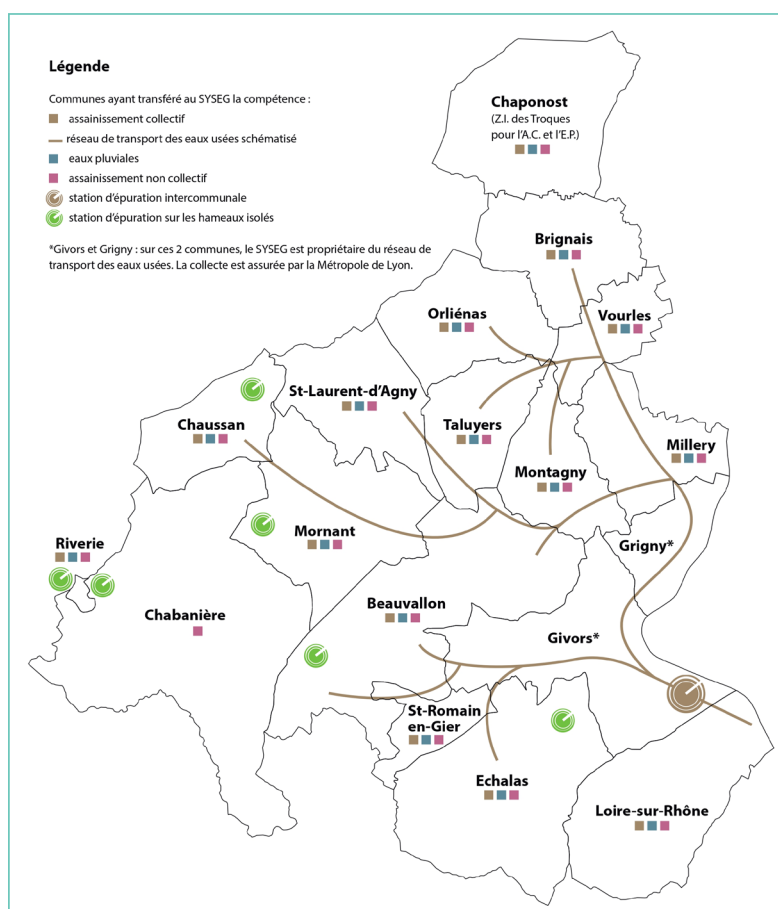 Légende
Communes ayant transféré au SYSEG la compétence :
assainissement collectif
réseau de transport des eaux usées schématisé
eaux pluviales
assainissement non collectif
station d'épuration intercommunale
station d'épuration sur les hameaux isolés
*Givors et Grigny : sur ces 2 communes, le SYSEG est propriétaire du réseau de
transport des eaux usées. La collecte est assurée par la Métropole de Lyon.
Chaponost
(Z.I. des Troques
pour l'A.C. et l'E.P.)
Brignais
Orliénas
Vourles
St-Laurent-d'Agny
Chaussan
Taluyers
Millery
Montagny
Mornant
Riverie
Grigny*
Beauvallon
Chabanière
Givors*
St-Romain
en-Gier
Echalas
Loire-sur-Rhône